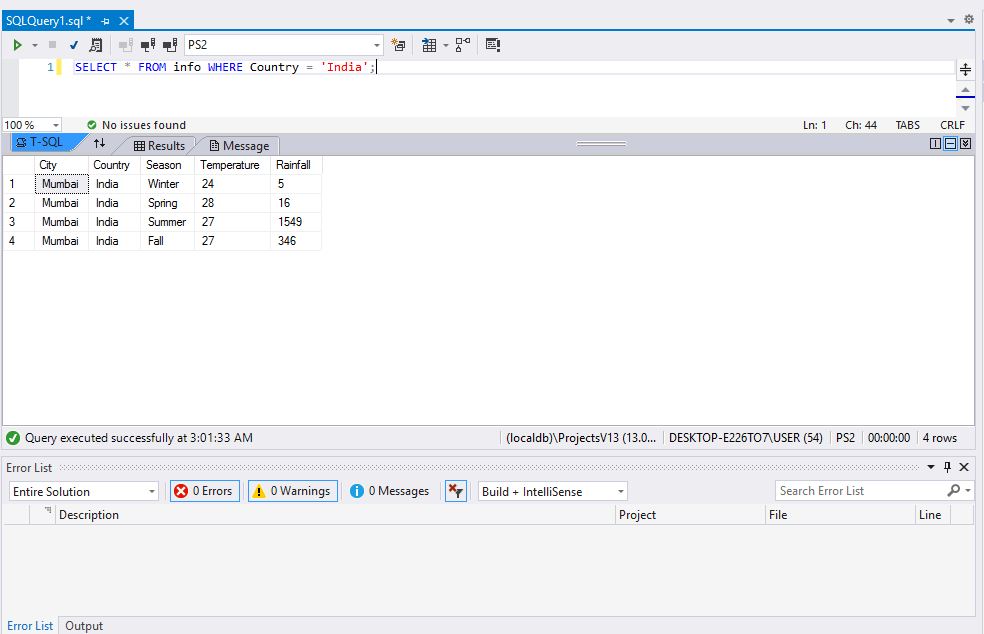 SQLQuery1.sql *
PS2
1 SELECT * FROM info WHERE Country = 'India';
100 % No issues found Ln: 1 Ch: 44 TABS CRLF
T-SQL Results Message
City Country Season Temperature Rainfall
1 Mumbai India Winter 24 5
2 Mumbai India Spring 28 16
3 Mumbai India Summer 27 1549
4 Mumbai India Fall 27 346
Query executed successfully at 3:01:33 AM (localdb)\ProjectsV13 (13.0... DESKTOP-E226TO7\USER (54) PS2 00:00:00 4 rows
Error List
Entire Solution 0 Errors 0 Warnings 0 Messages Build + IntelliSense Search Error List
Description Project File Line
Error List Output